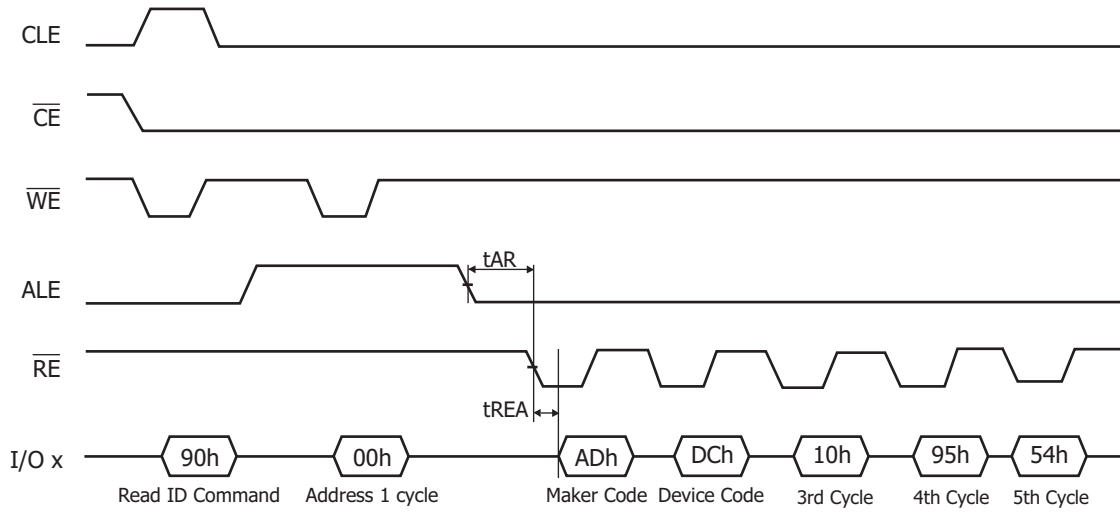 CLE
CE
WE
ALE
tAR
RE
tREA
I/O x
90h 00h ADh DCh 10h 95h 54h
Read ID Command Address 1 cycle Maker Code Device Code 3rd Cycle 4th Cycle 5th Cycle